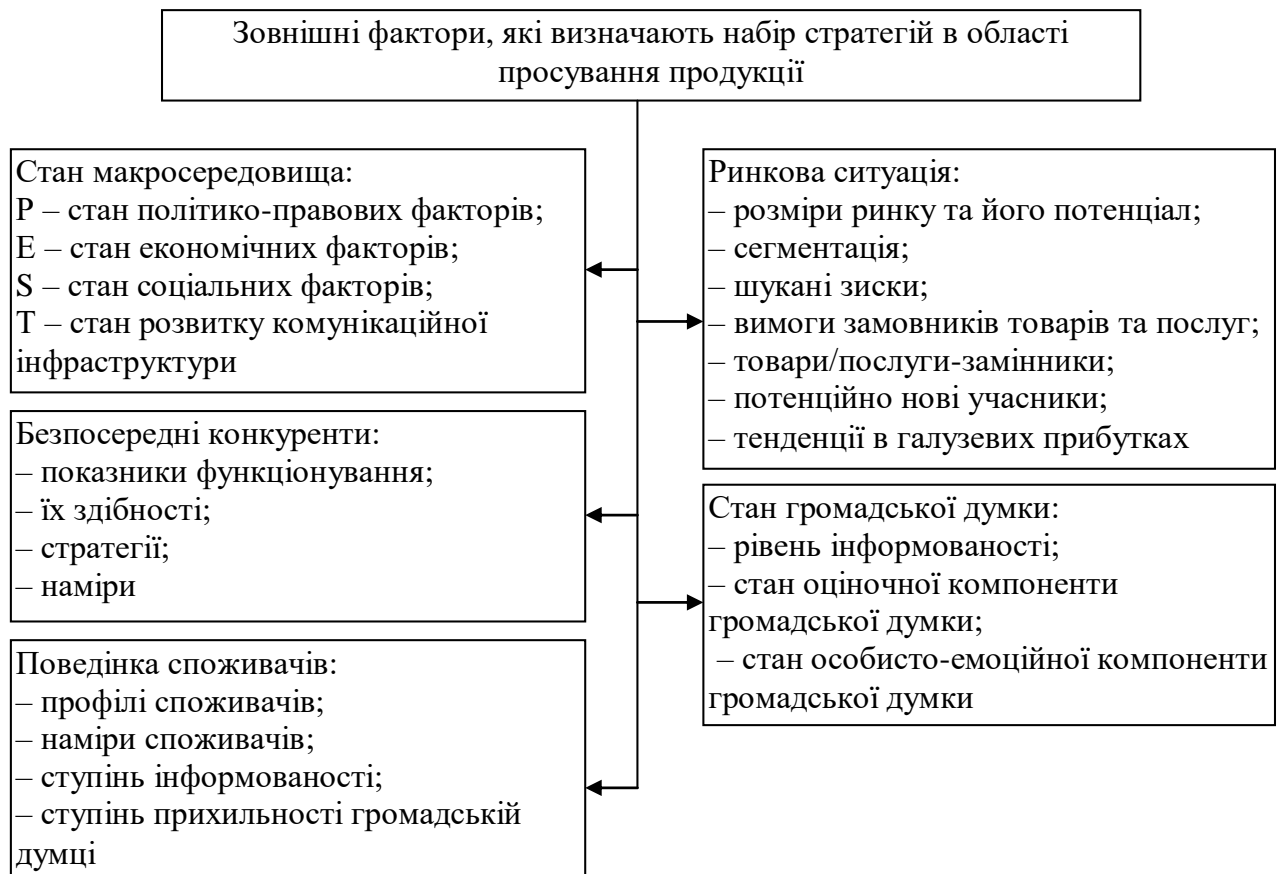 Зовнішні фактори, які визначають набір стратегій в області
просування продукції
Стан макросередовища:
P – стан політико-правових факторів;
E – стан економічних факторів;
S – стан соціальних факторів;
T – стан розвитку комунікаційної
інфраструктури
Безпосередні конкуренти:
– показники функціонування;
– їх здібності;
– стратегії;
– наміри
Поведінка споживачів:
– профілі споживачів;
– наміри споживачів;
– ступінь інформованості;
– ступінь прихильності громадській
думці
Ринкова ситуація:
– розміри ринку та його потенціал;
– сегментація;
– шукані зиски;
– вимоги замовників товарів та послуг;
– товари/послуги-замінники;
– потенційно нові учасники;
– тенденції в галузевих прибутках
Стан громадської думки:
– рівень інформованості;
– стан оціночної компоненти
громадської думки;
– стан особисто-емоційної компоненти
громадської думки